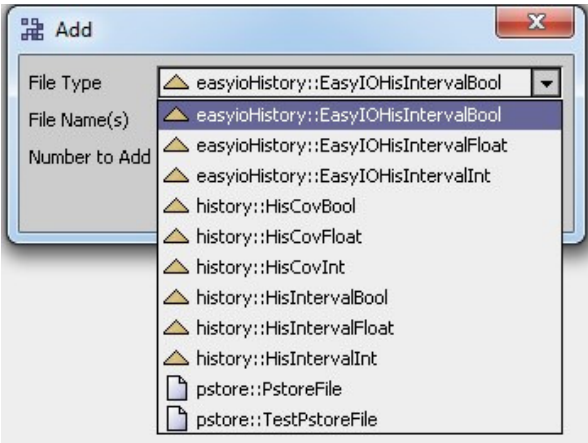 Add
File Type easyioHistory::EasyIOHisIntervalBool
File Name(s) easyioHistory::EasyIOHisIntervalBool
easyioHistory::EasyIOHisIntervalFloat
Number to Add easyioHistory::EasyIOHisIntervalInt
history::HisCovBool
history::HisCovFloat
history::HisCovInt
history::HisIntervalBool
history::HisIntervalFloat
history::HisIntervalInt
pstore::PstoreFile
pstore::TestPstoreFile